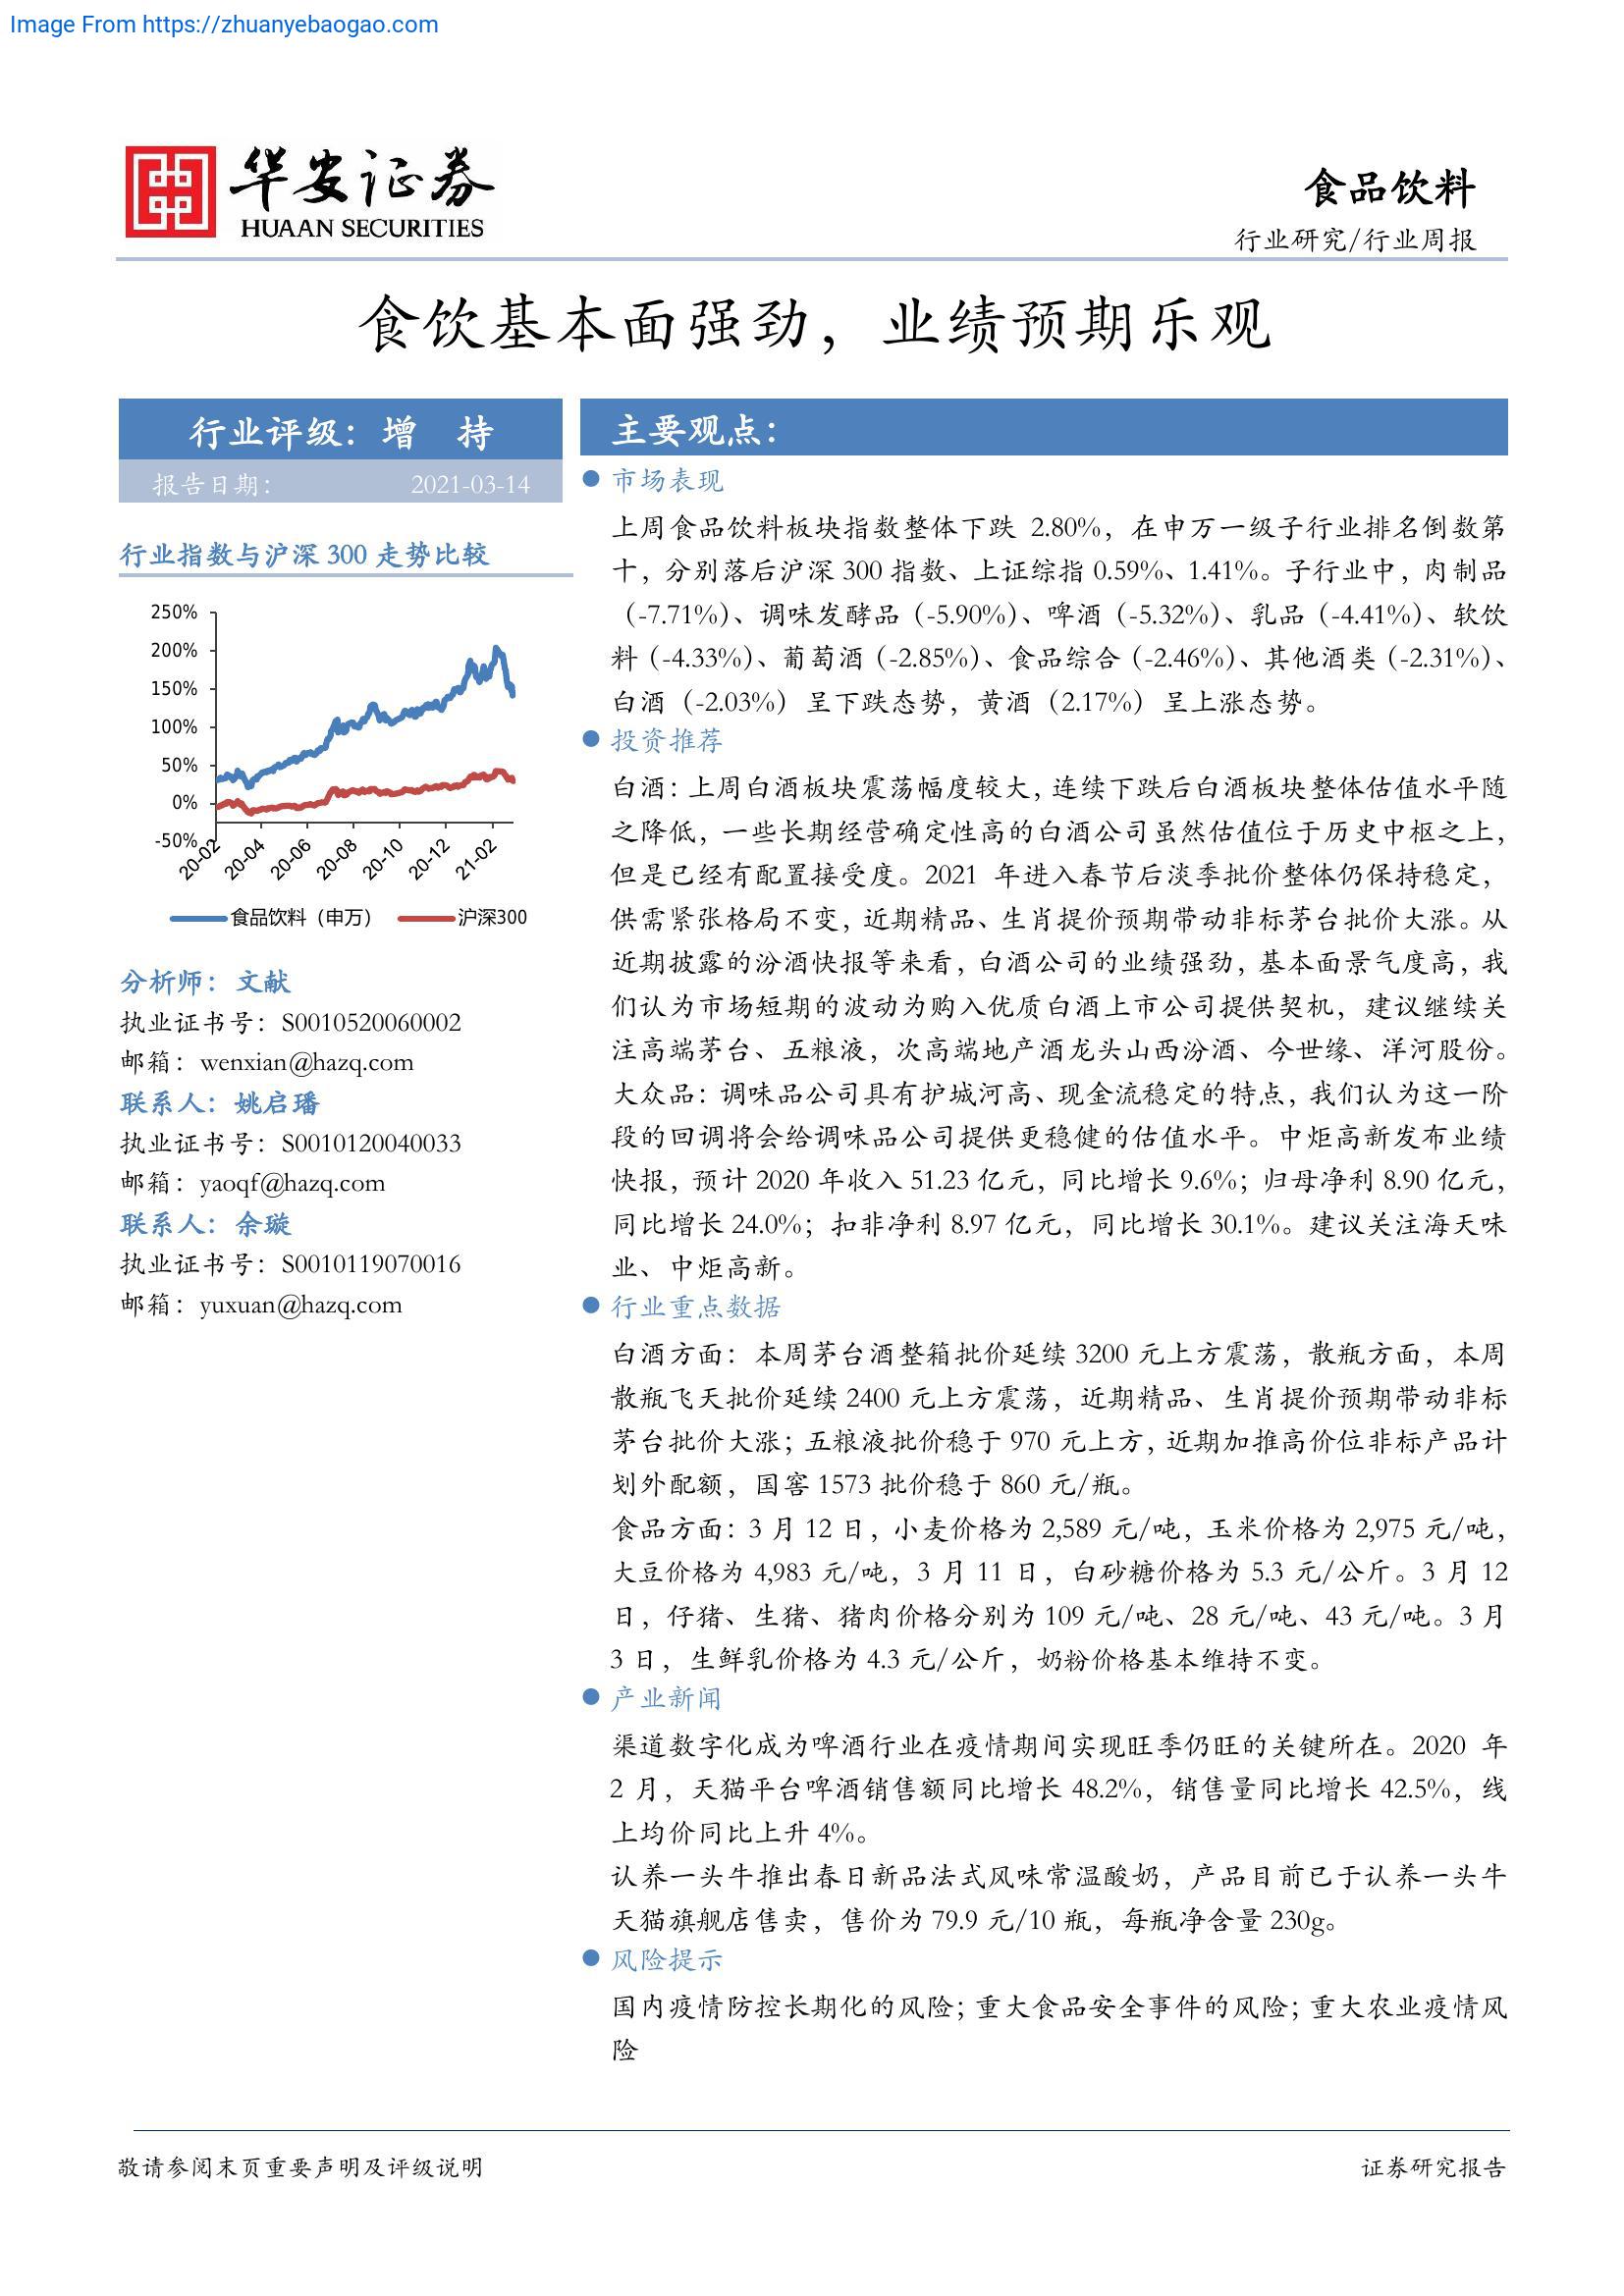 Image From https://zhuanyebaogao.com
华安证券
HUAAN SECURITIES
食品饮料
行业研究/行业周报
食饮基本面强劲，业绩预期乐观
行业评级：增 持
报告日期： 2021-03-14
行业指数与沪深 300 走势比较
250%
200%
150%
100%
50%
0%
-50%
20-02 20-04 20-06 20-08 20-10 20-12 21-02
食品饮料（申万） 沪深300
分析师：文献
执业证书号：S0010520060002
邮箱：wenxian@hazq.com
联系人：姚启璠
执业证书号：S0010120040033
邮箱：yaoqf@hazq.com
联系人：余璇
执业证书号：S0010119070016
邮箱：yuxuan@hazq.com
主要观点：
市场表现
上周食品饮料板块指数整体下跌 2.80%，在申万一级子行业排名倒数第
十，分别落后沪深 300 指数、上证综指 0.59%、1.41%。子行业中，肉制品
（-7.71%）、调味发酵品（-5.90%）、啤酒（-5.32%）、乳品（-4.41%）、软饮
料（-4.33%）、葡萄酒（-2.85%）、食品综合（-2.46%）、其他酒类（-2.31%）、
白酒（-2.03%）呈下跌态势，黄酒（2.17%）呈上涨态势。
投资推荐
白酒：上周白酒板块震荡幅度较大，连续下跌后白酒板块整体估值水平随
之降低，一些长期经营确定性高的白酒公司虽然估值位于历史中枢之上，
但是已经有配置接受度。2021 年进入春节后淡季批价整体仍保持稳定，
供需紧张格局不变，近期精品、生肖提价预期带动非标茅台批价大涨。从
近期披露的汾酒快报等来看，白酒公司的业绩强劲，基本面景气度高，我
们认为市场短期的波动为购入优质白酒上市公司提供契机，建议继续关
注高端茅台、五粮液，次高端地产酒龙头山西汾酒、今世缘、洋河股份。
大众品：调味品公司具有护城河高、现金流稳定的特点，我们认为这一阶
段的回调将会给调味品公司提供更稳健的估值水平。中炬高新发布业绩
快报，预计 2020 年收入 51.23 亿元，同比增长 9.6%；归母净利 8.90 亿元，
同比增长 24.0%；扣非净利 8.97 亿元，同比增长 30.1%。建议关注海天味
业、中炬高新。
行业重点数据
白酒方面：本周茅台酒整箱批价延续 3200 元上方震荡，散瓶方面，本周
散瓶飞天批价延续 2400 元上方震荡，近期精品、生肖提价预期带动非标
茅台批价大涨；五粮液批价稳于 970 元上方，近期加推高价位非标产品计
划外配额，国窖 1573 批价稳于 860 元/瓶。
食品方面：3 月 12 日，小麦价格为 2,589 元/吨，玉米价格为 2,975 元/吨，
大豆价格为 4,983 元/吨，3 月 11 日，白砂糖价格为 5.3 元/公斤。3 月 12
日，仔猪、生猪、猪肉价格分别为 109 元/吨、28 元/吨、43 元/吨。3 月
3 日，生鲜乳价格为 4.3 元/公斤，奶粉价格基本维持不变。
产业新闻
渠道数字化成为啤酒行业在疫情期间实现旺季仍旺的关键所在。2020 年
2 月，天猫平台啤酒销售额同比增长 48.2%，销售量同比增长 42.5%，线
上均价同比上升 4%。
认养一头牛推出春日新品法式风味常温酸奶，产品目前已于认养一头牛
天猫旗舰店售卖，售价为 79.9 元/10 瓶，每瓶净含量 230g。
风险提示
国内疫情防控长期化的风险；重大食品安全事件的风险；重大农业疫情风
险
敬请参阅末页重要声明及评级说明
证券研究报告